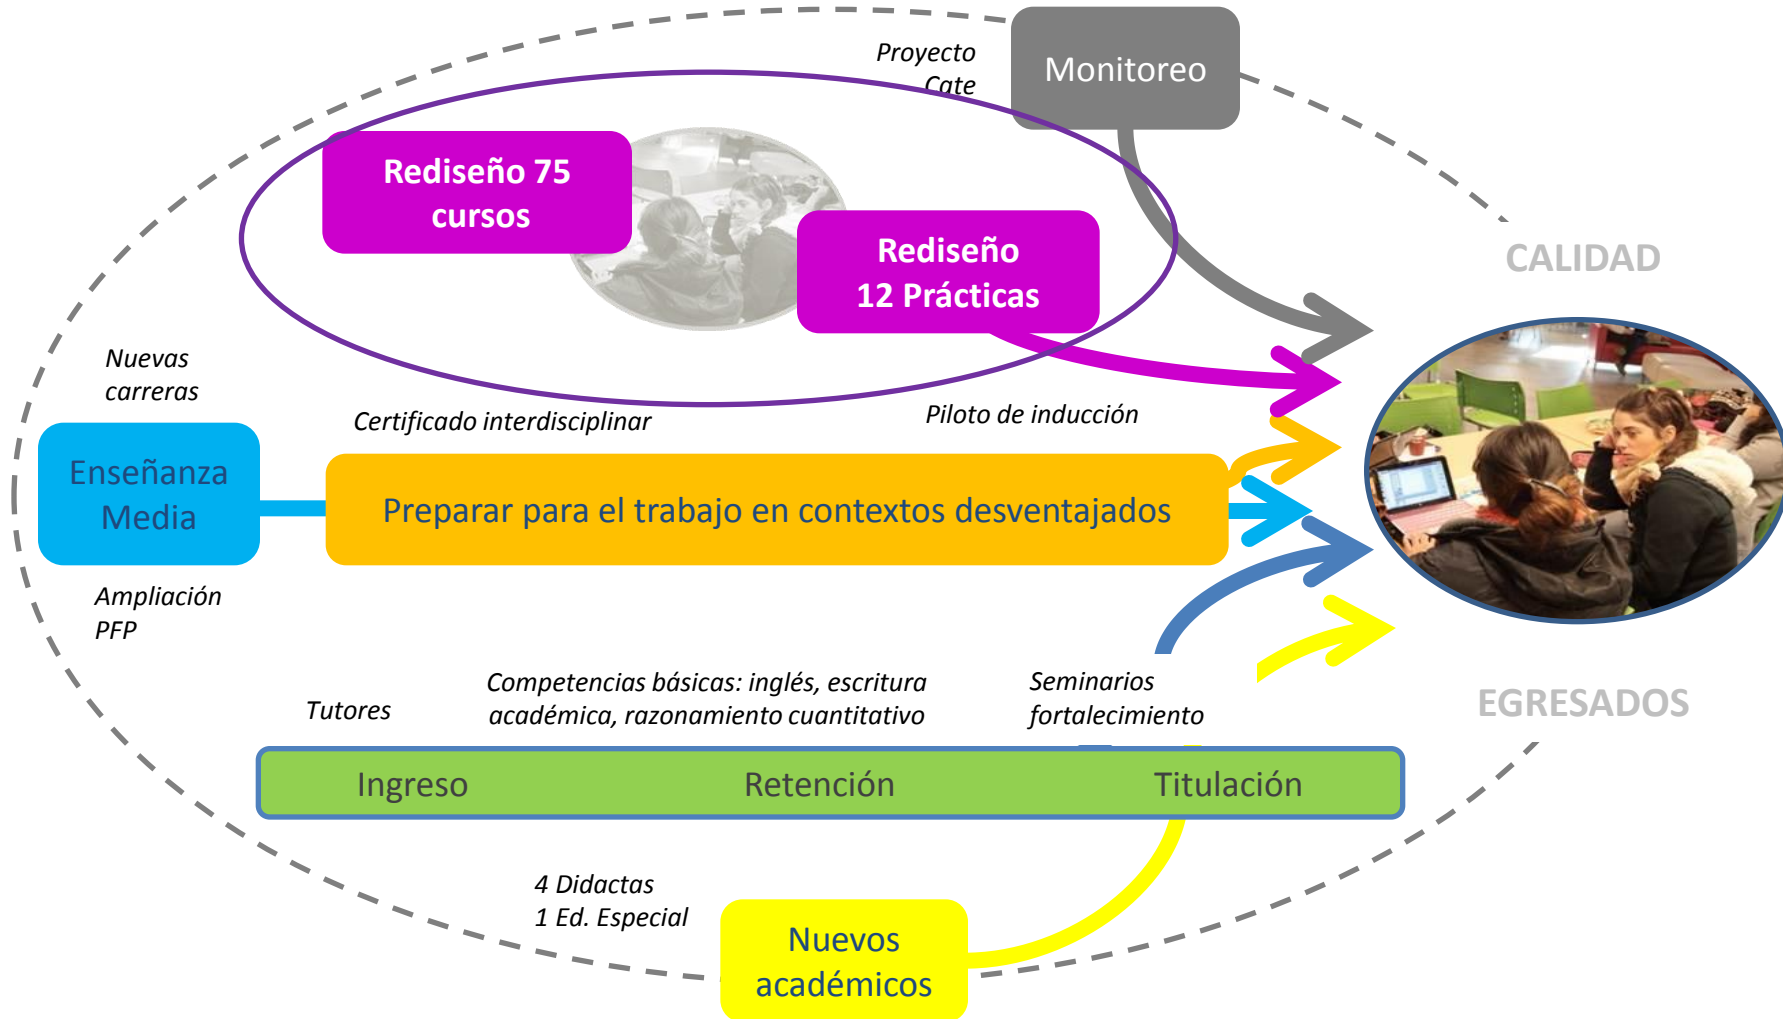 Proyecto
Cate
Monitoreo
Rediseño 75
cursos
Rediseño
12 Prácticas
CALIDAD
Nuevas
carreras
Certificado interdisciplinar
Piloto de inducción
Enseñanza
Media
Preparar para el trabajo en contextos desventajados
Ampliación
PFP
Tutores
Competencias básicas: inglés, escritura
académica, razonamiento cuantitativo
Seminarios
fortalecimiento
EGRESADOS
Ingreso
Retención
Titulación
4 Didactas
1 Ed. Especial
Nuevos
académicos